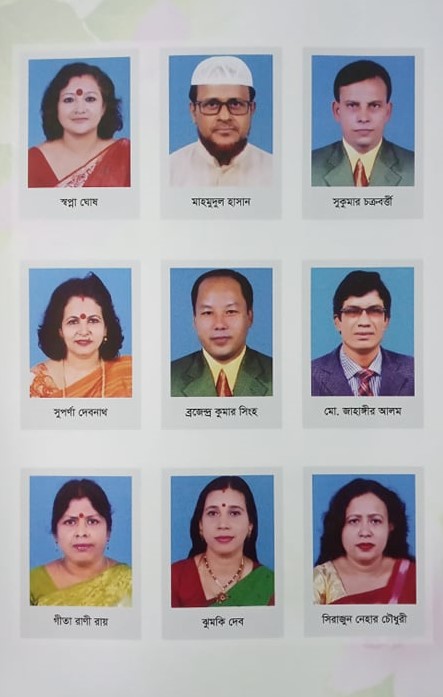 স্বপ্না ঘোষ
মাহমুদুল হাসান
সুকুমার চক্রবর্ত্তী
সুপর্ণা দেবনাথ
ব্রজেন্দ্র কুমার সিংহ
মো. জাহাঙ্গীর আলম
গীতা রাণী রায়
ঝুমকি দেব
সিরাজুন নেহার চৌধুরী